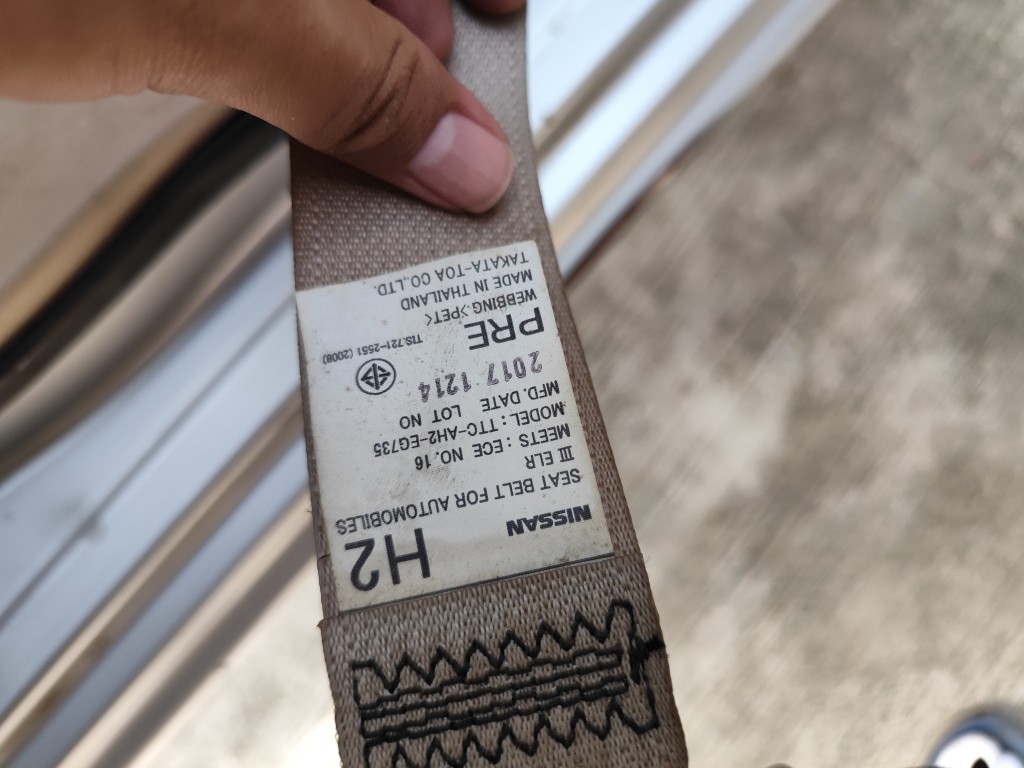 NISSAN H2
SEAT BELT FOR AUTOMOBILES
III ELR
MEETS : ECE NO.16
MODEL : TTC-AH2-EG735
MFD.DATE LOT NO
2017 1214
PRE TIS.721-2551 (2008)
WEBBING.>PET<
MADE IN THAILAND
TAKATA-TOA CO.,LTD.